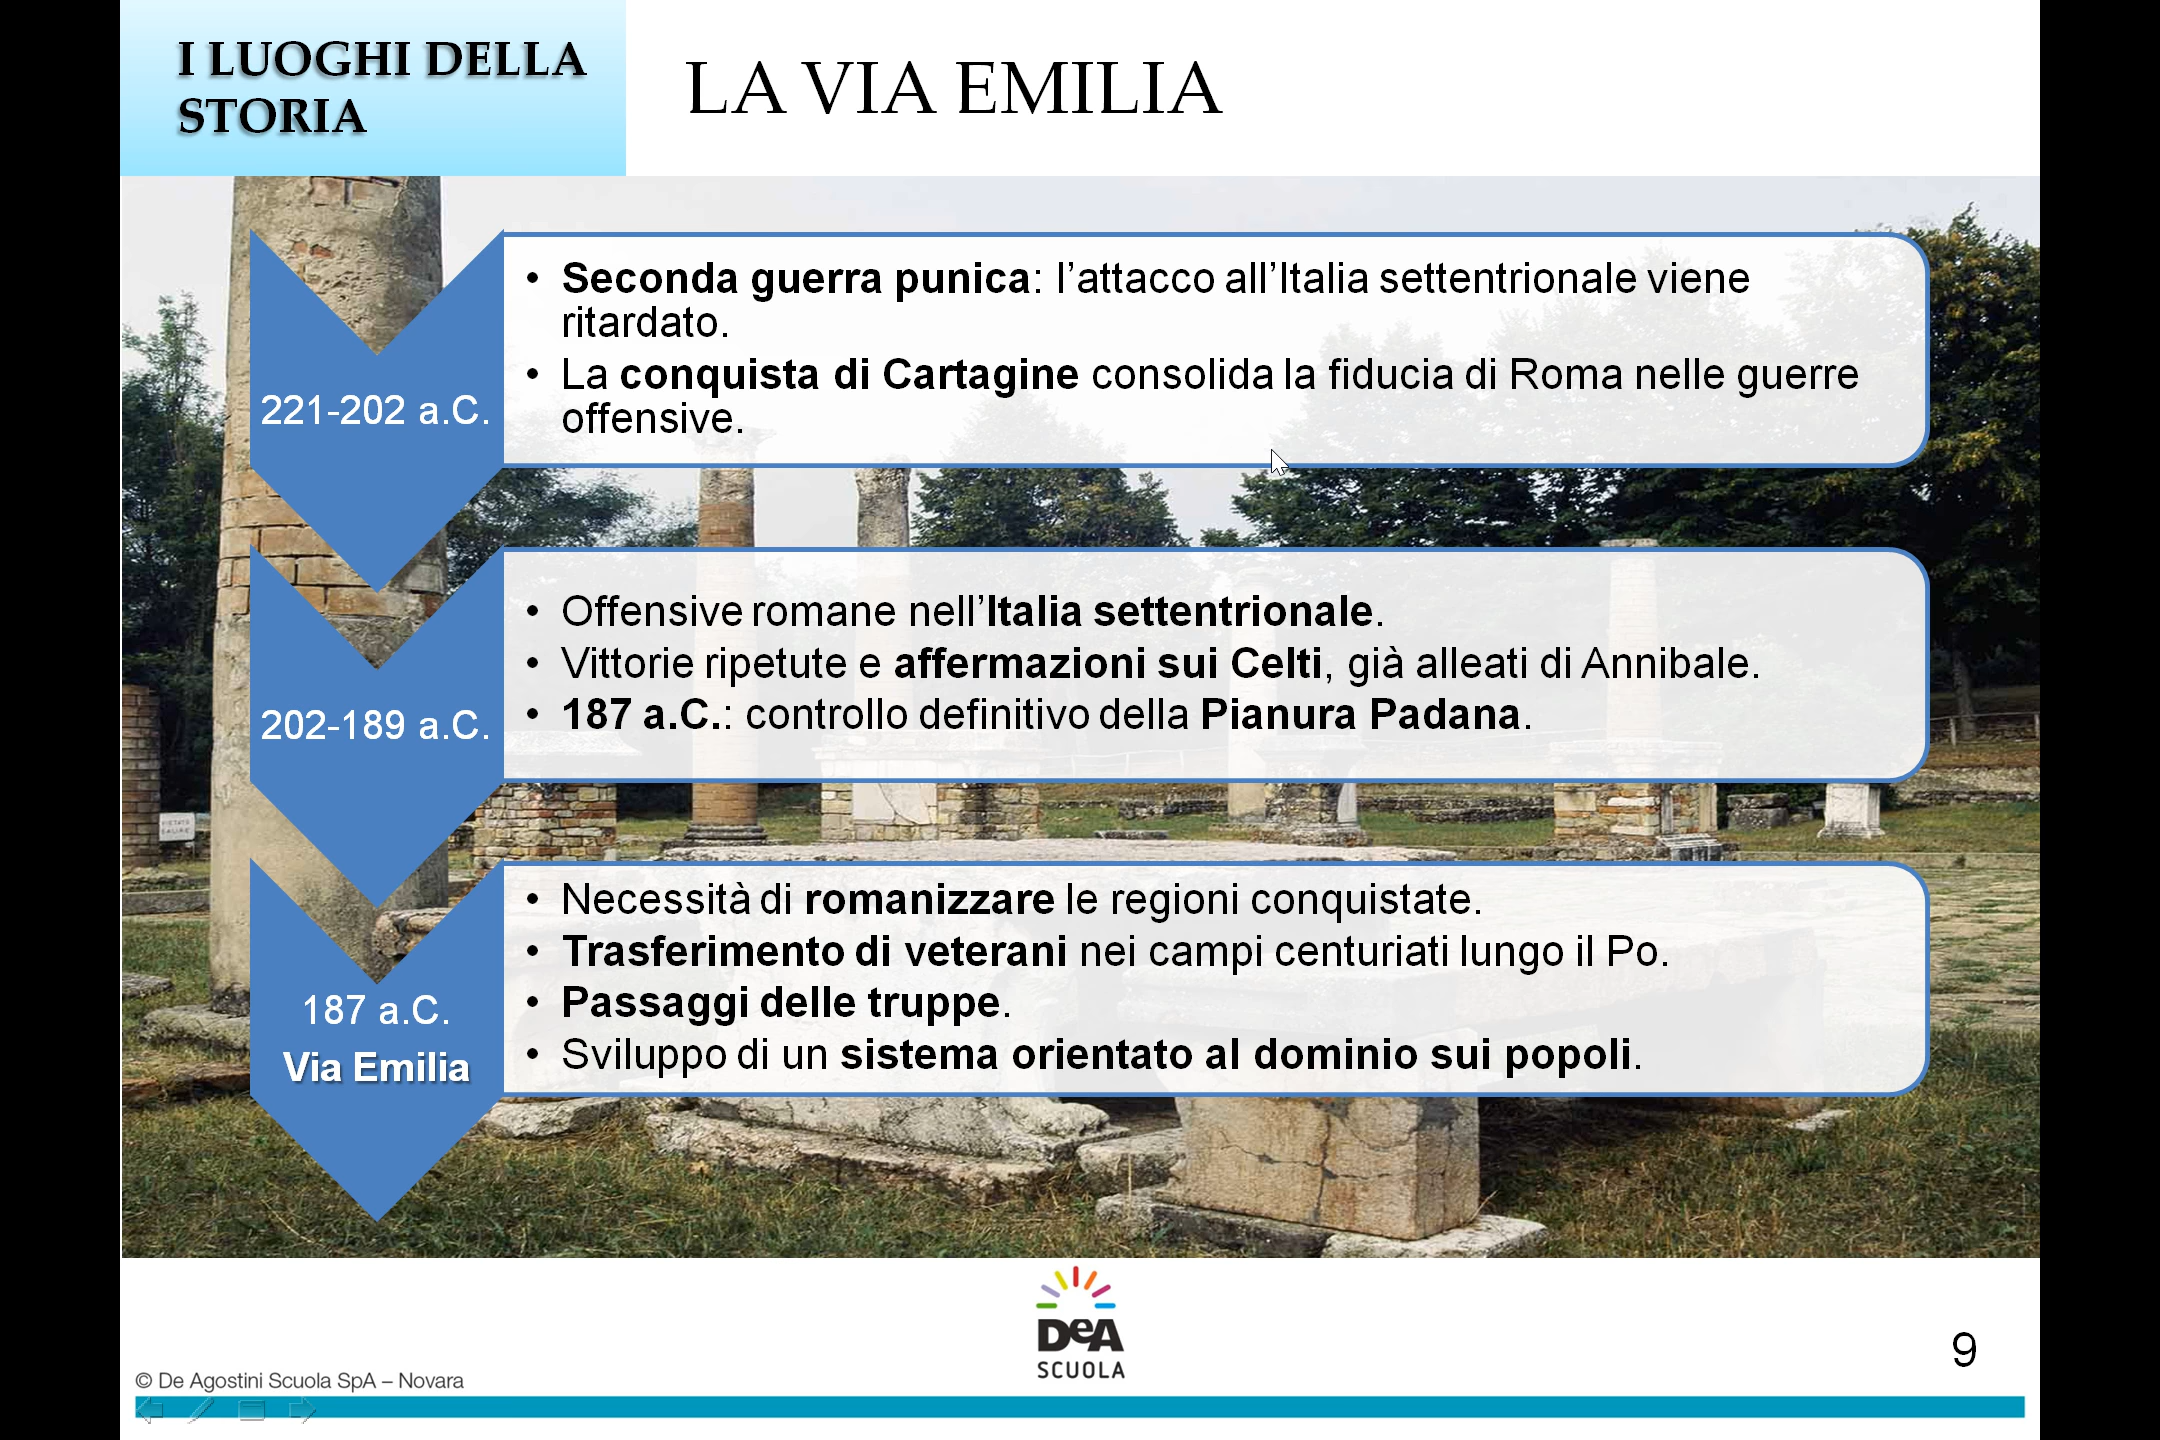 I LUOGHI DELLA
STORIA
LA VIA EMILIA
221-202 a.C.
• Seconda guerra punica: l’attacco all’Italia settentrionale viene
ritardato.
• La conquista di Cartagine consolida la fiducia di Roma nelle guerre
offensive.
202-189 a.C.
• Offensive romane nell’Italia settentrionale.
• Vittorie ripetute e affermazioni sui Celti, già alleati di Annibale.
• 187 a.C.: controllo definitivo della Pianura Padana.
187 a.C.
Via Emilia
• Necessità di romanizzare le regioni conquistate.
• Trasferimento di veterani nei campi centuriati lungo il Po.
• Passaggi delle truppe.
• Sviluppo di un sistema orientato al dominio sui popoli.
VIETATO
SALIRE
DeA
SCUOLA
9
© De Agostini Scuola SpA – Novara